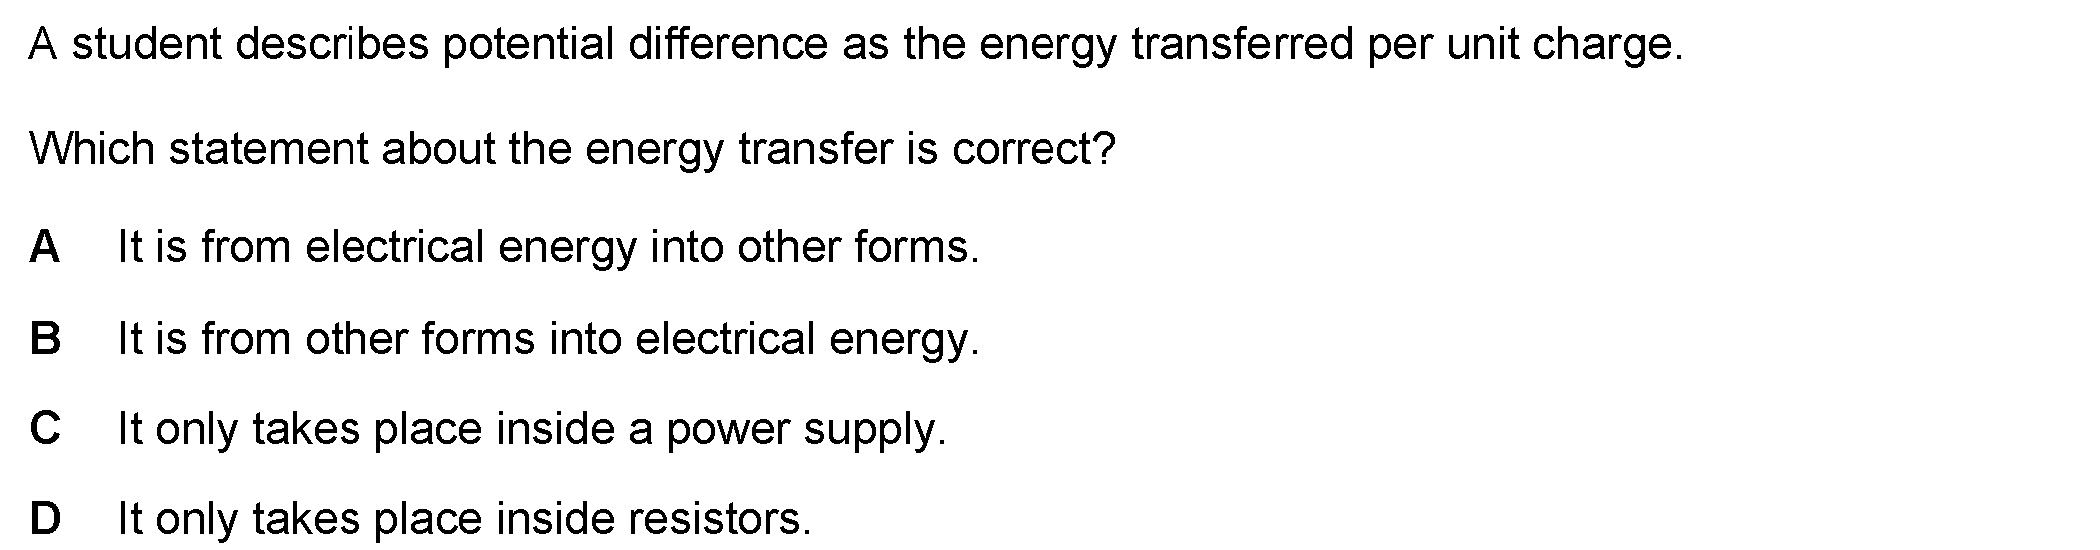 A student describes potential difference as the energy transferred per unit charge.
Which statement about the energy transfer is correct?
A It is from electrical energy into other forms.
B It is from other forms into electrical energy.
C It only takes place inside a power supply.
D It only takes place inside resistors.